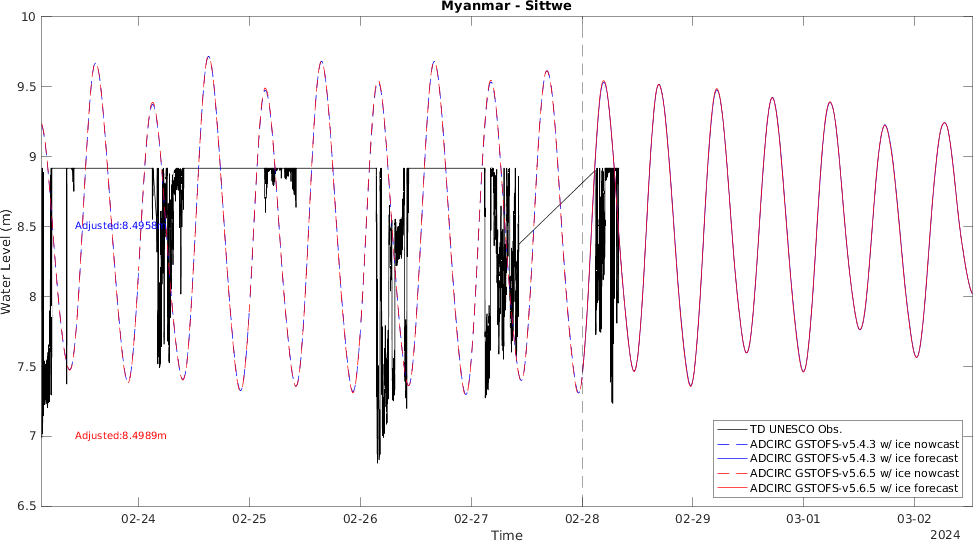 Myanmar - Sittwe
10
9.5
9
8.5
8
7.5
7
6.5
Water Level (m)
Adjusted:8.4958m
Adjusted:8.4989m
TD UNESCO Obs.
ADCIRC GSTOFS-v5.4.3 w/ ice nowcast
ADCIRC GSTOFS-v5.4.3 w/ ice forecast
ADCIRC GSTOFS-v5.6.5 w/ ice nowcast
ADCIRC GSTOFS-v5.6.5 w/ ice forecast
02-24 02-25 02-26 02-27 02-28 02-29 03-01 03-02
Time
2024